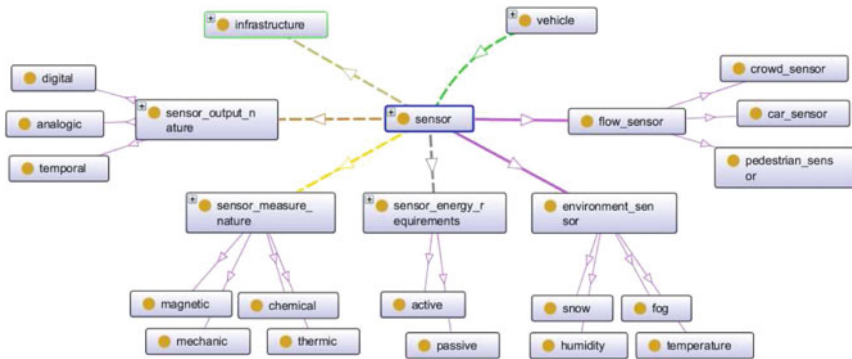 infrastructure
vehicle
digital
analogic
temporal
sensor_output_n
ature
sensor
flow_sensor
crowd_sensor
car_sensor
pedestrian_sens
or
sensor_measure_
nature
sensor_energy_r
equirements
environment_sen
sor
magnetic
chemical
mechanic
thermic
active
passive
snow
fog
humidity
temperature